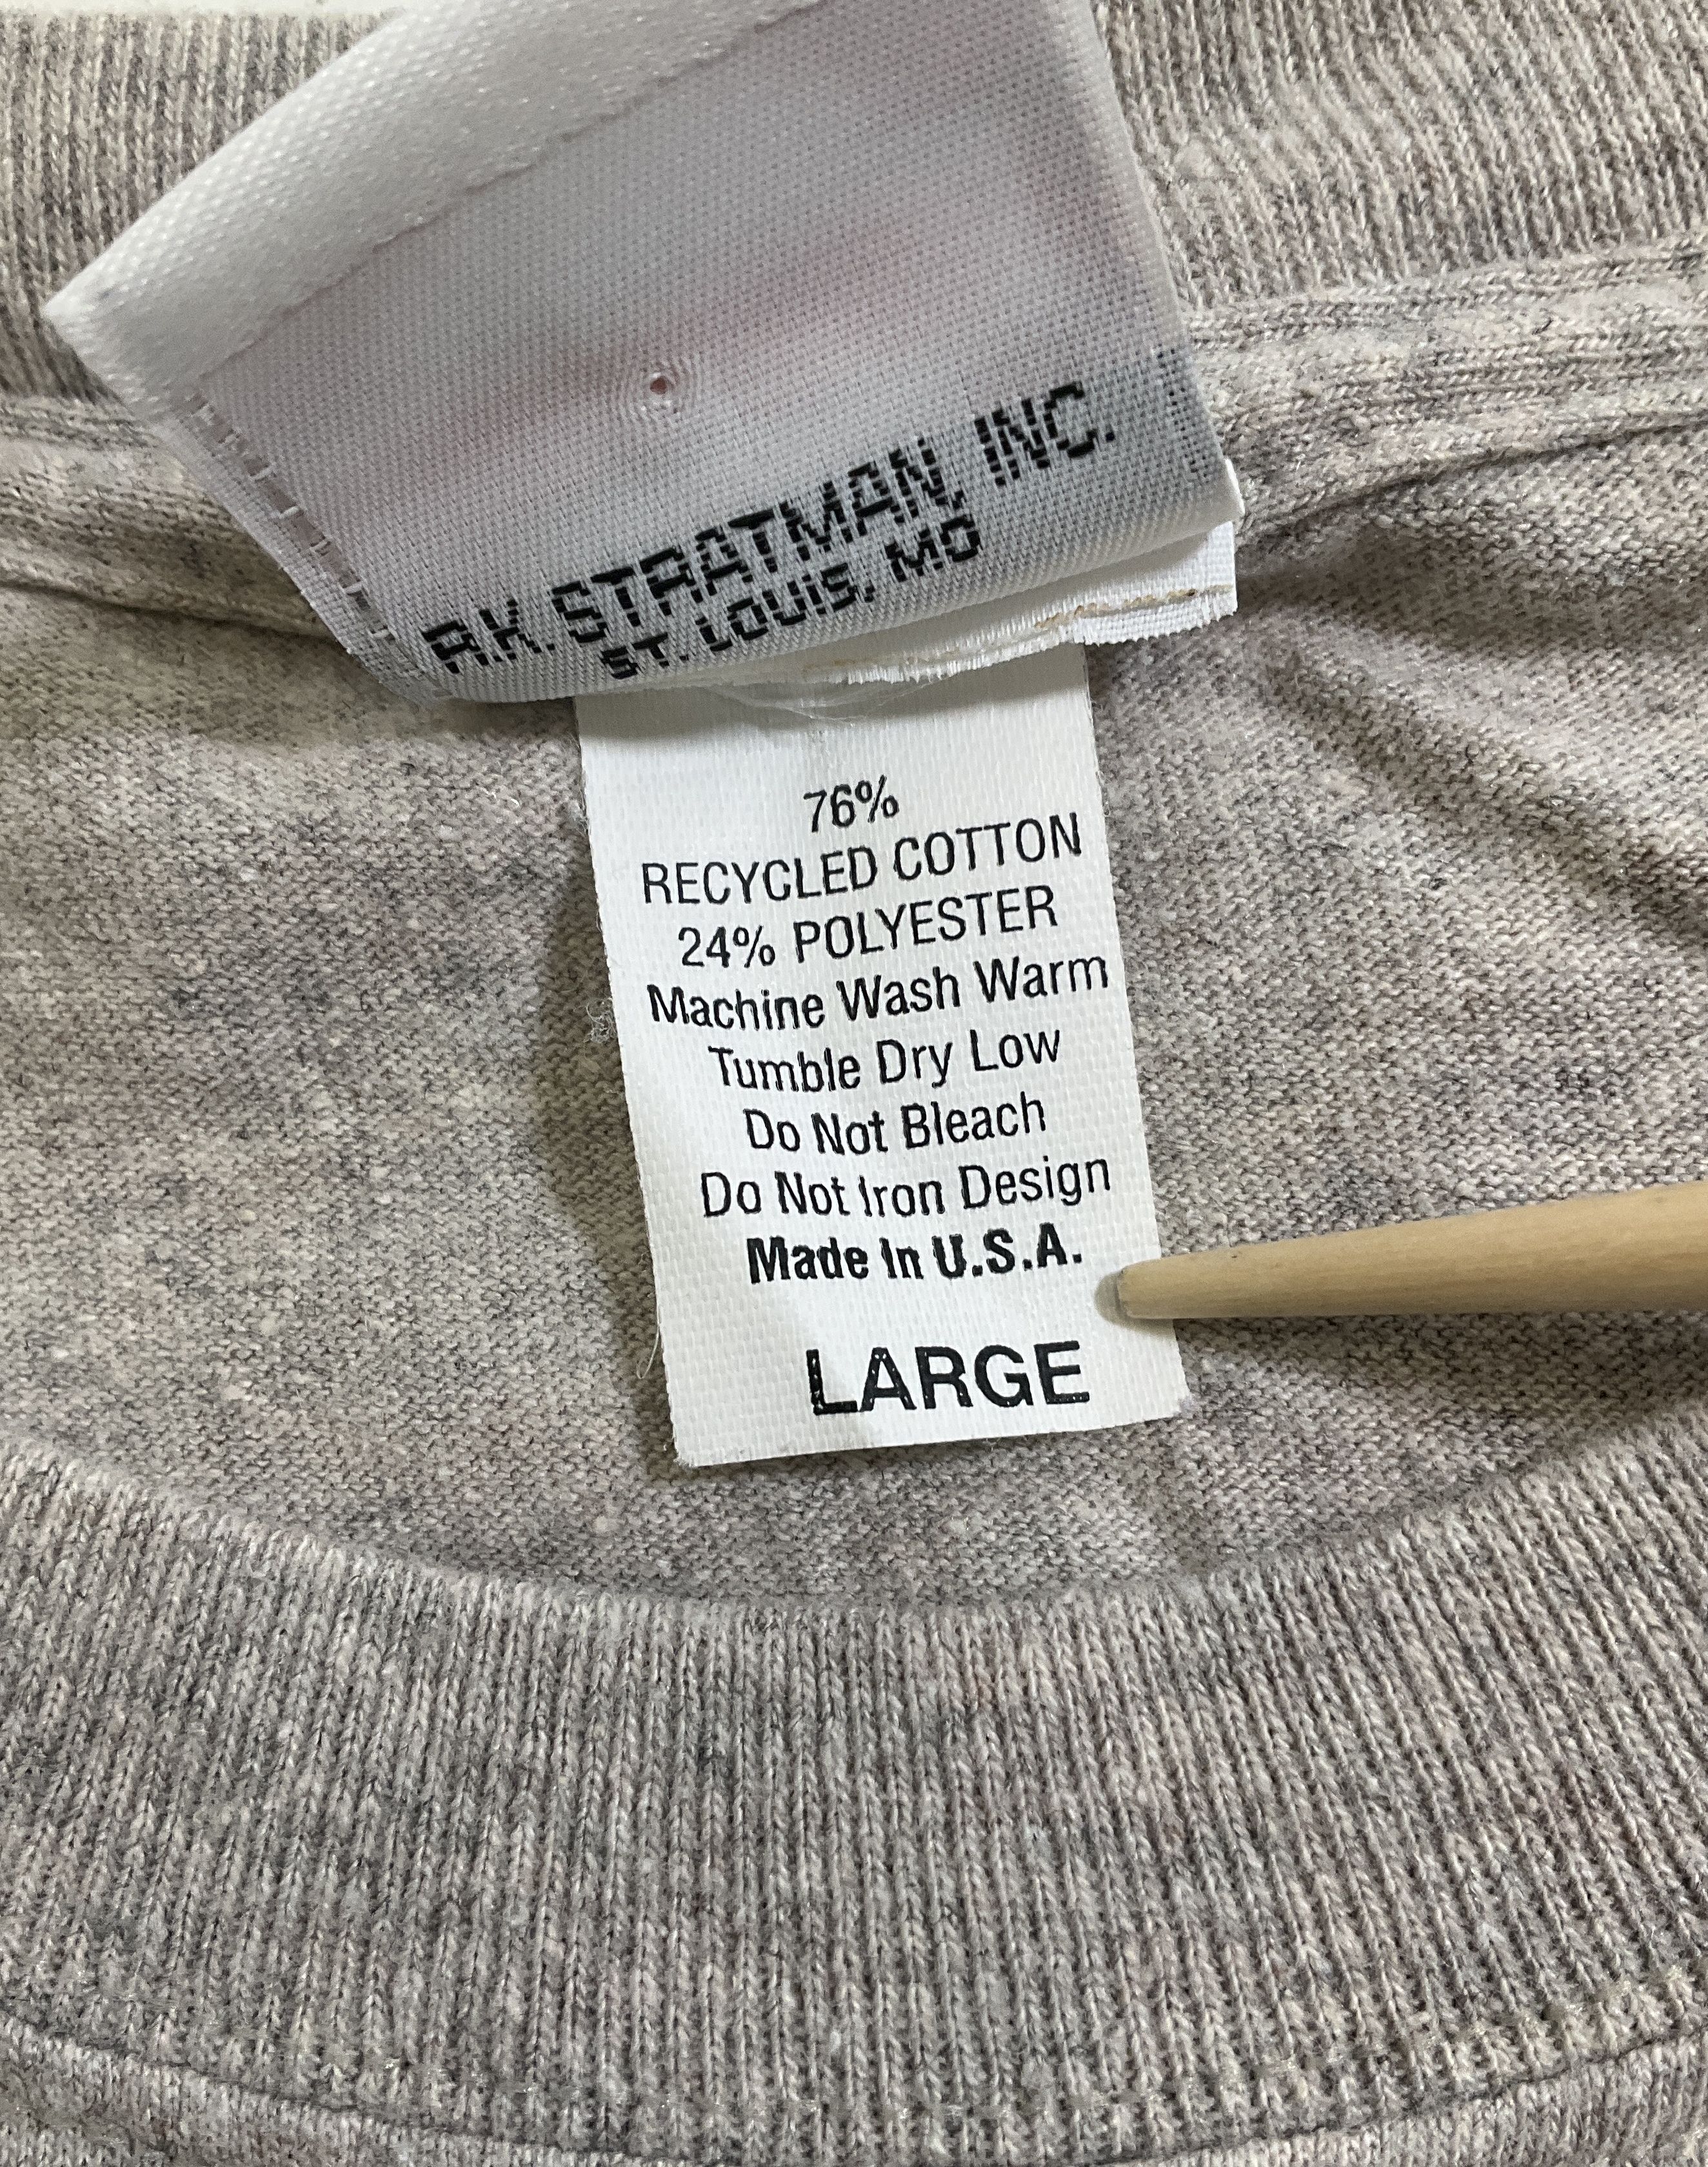 R.K. STRATMAN, INC.
ST. LOUIS, MO
76%
RECYCLED COTTON
24% POLYESTER
Machine Wash Warm
Tumble Dry Low
Do Not Bleach
Do Not Iron Design
Made In U.S.A.
LARGE